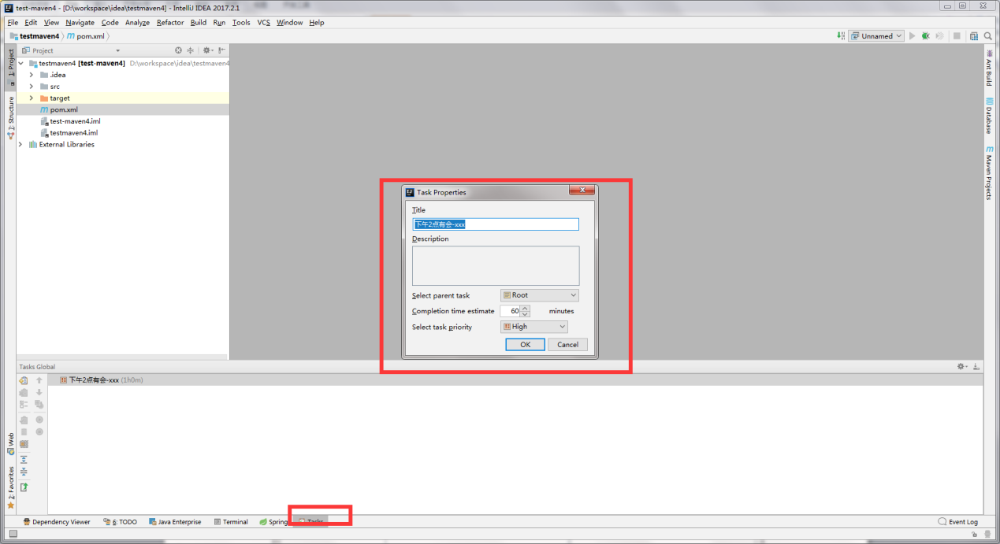 test-maven4 - [D:\workspace\idea\testmaven4] - IntelliJ IDEA 2017.2.1
File Edit View Navigate Code Analyze Refactor Build Run Tools VCS Window Help
testmaven4 pom.xml Unnamed
1: Project
Project
testmaven4 [test-maven4] D:\workspace\idea\testmaven4
.idea
src
target
pom.xml
test-maven4.iml
testmaven4.iml
External Libraries
7: Structure
Ant Build
Database
Maven Projects
Task Properties
Title
下午2点有会-xxx
Description
Select parent task Root
Completion time estimate 60 minutes
Select task priority High
OK Cancel
Tasks Global
下午2点有会-xxx (1h0m)
Web
2: Favorites
Dependency Viewer 6: TODO Java Enterprise Terminal Spring Tasks Event Log